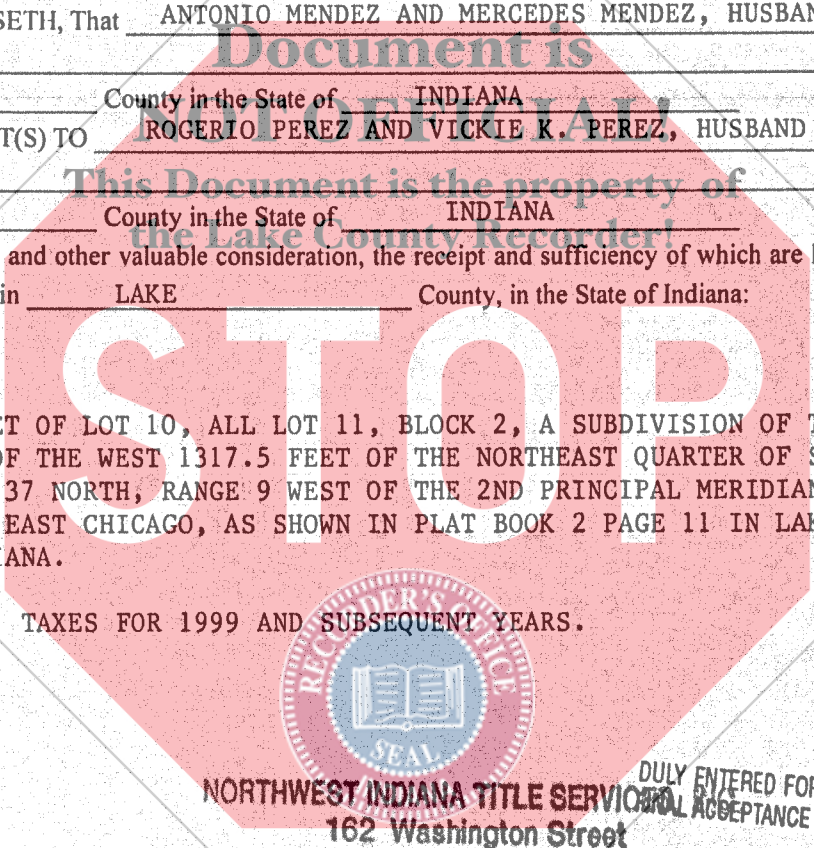 SETH, That ANTONIO MENDEZ AND MERCEDES MENDEZ, HUSBAN
Document is
County in the State of INDIANA
NOT OFFICIAL!
T(S) TO ROGERIO PEREZ AND VICKIE K. PEREZ, HUSBAND
This Document is the property of
County in the State of INDIANA
the Lake County Recorder!
and other valuable consideration, the receipt and sufficiency of which are
in LAKE County, in the State of Indiana:
STOP
ET OF LOT 10, ALL LOT 11, BLOCK 2, A SUBDIVISION OF T
OF THE WEST 1317.5 FEET OF THE NORTHEAST QUARTER OF S
37 NORTH, RANGE 9 WEST OF THE 2ND PRINCIPAL MERIDIAN
EAST CHICAGO, AS SHOWN IN PLAT BOOK 2 PAGE 11 IN LAK
IANA.
TAXES FOR 1999 AND SUBSEQUENT YEARS.
RECORDER'S OFFICE
SEAL
NORTHWEST INDIANA TITLE SERVICES
162 Washington Street
DULY ENTERED FOR
ACCEPTANCE